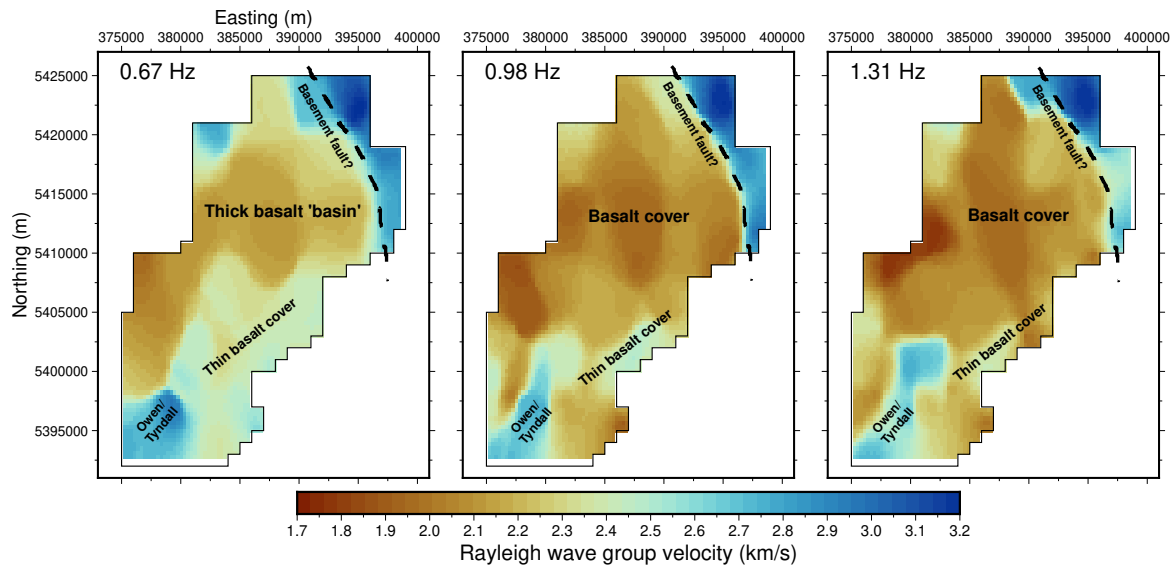 Easting (m)
375000 380000 385000 390000 395000 400000
375000 380000 385000 390000 395000 400000
375000 380000 385000 390000 395000 400000
0.67 Hz
0.98 Hz
1.31 Hz
Northing (m)
5425000
5420000
5415000
5410000
5405000
5400000
5395000
Basement fault?
Thick basalt 'basin'
Thin basalt cover
Owen/
Tyndall
Basement fault?
Basalt cover
Thin basalt cover
Owen/
Tyndall
Basement fault?
Basalt cover
Thin basalt cover
Owen/
Tyndall
1.7 1.8 1.9 2.0 2.1 2.2 2.3 2.4 2.5 2.6 2.7 2.8 2.9 3.0 3.1 3.2
Rayleigh wave group velocity (km/s)